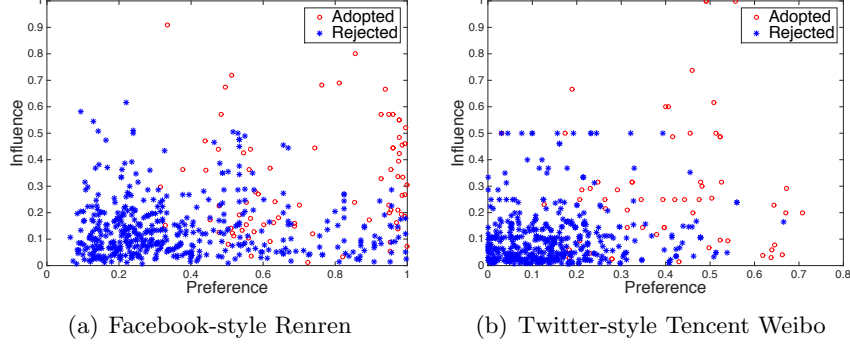 1
0.9
0.8
0.7
0.6
0.5
0.4
0.3
0.2
0.1
0
Influence
Adopted
Rejected
0 0.2 0.4 0.6 0.8 1
Preference
(a) Facebook-style Renren
1
0.9
0.8
0.7
0.6
0.5
0.4
0.3
0.2
0.1
0
Influence
Adopted
Rejected
0 0.1 0.2 0.3 0.4 0.5 0.6 0.7 0.8
Preference
(b) Twitter-style Tencent Weibo